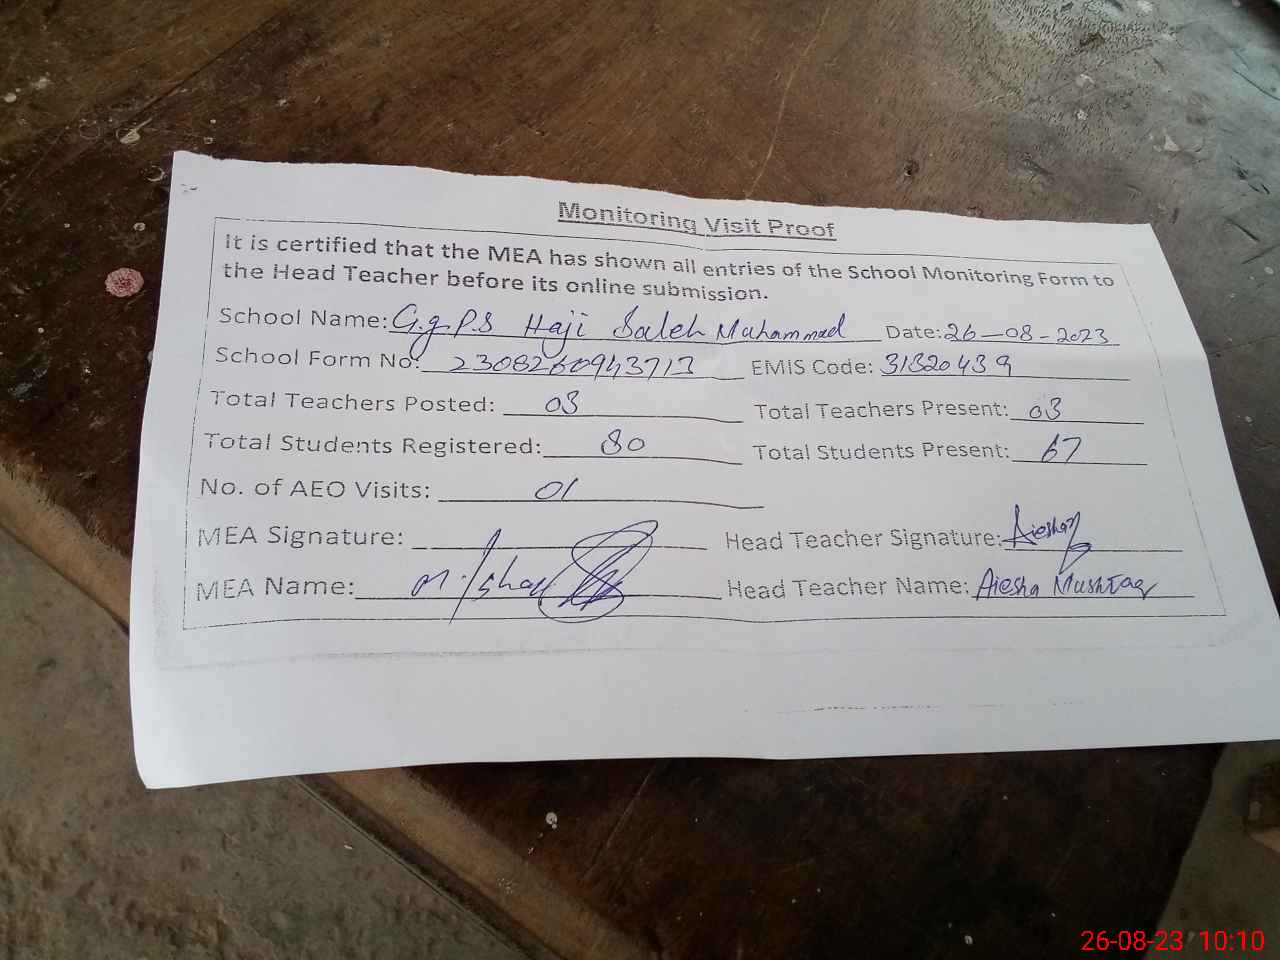 Monitoring Visit Proof
It is certified that the MEA has shown all entries of the School Monitoring Form to
the Head Teacher before its online submission.
School Name: G.g.P.S Haji Saleh Muhammad Date: 26-08-2023
School Form No: 2308260943713 EMIS Code: 31320439
Total Teachers Posted: 03 Total Teachers Present: 03
Total Students Registered: 80 Total Students Present: 67
No. of AEO Visits: 01
MEA Signature: Head Teacher Signature: Aiesha
MEA Name: M. Ishaq Head Teacher Name: Aiesha Mushtaq
26-08-23 10:10